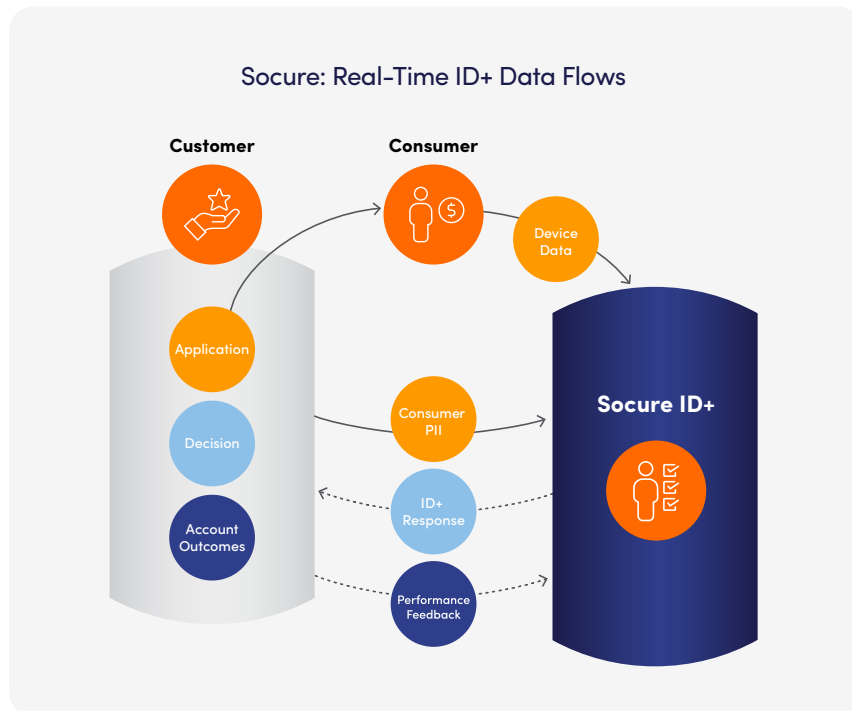 Socure: Real-Time ID+ Data Flows
Customer
Consumer
$
Device
Data
Application
Consumer
PII
Socure ID+
Decision
ID+
Response
Account
Outcomes
Performance
Feedback